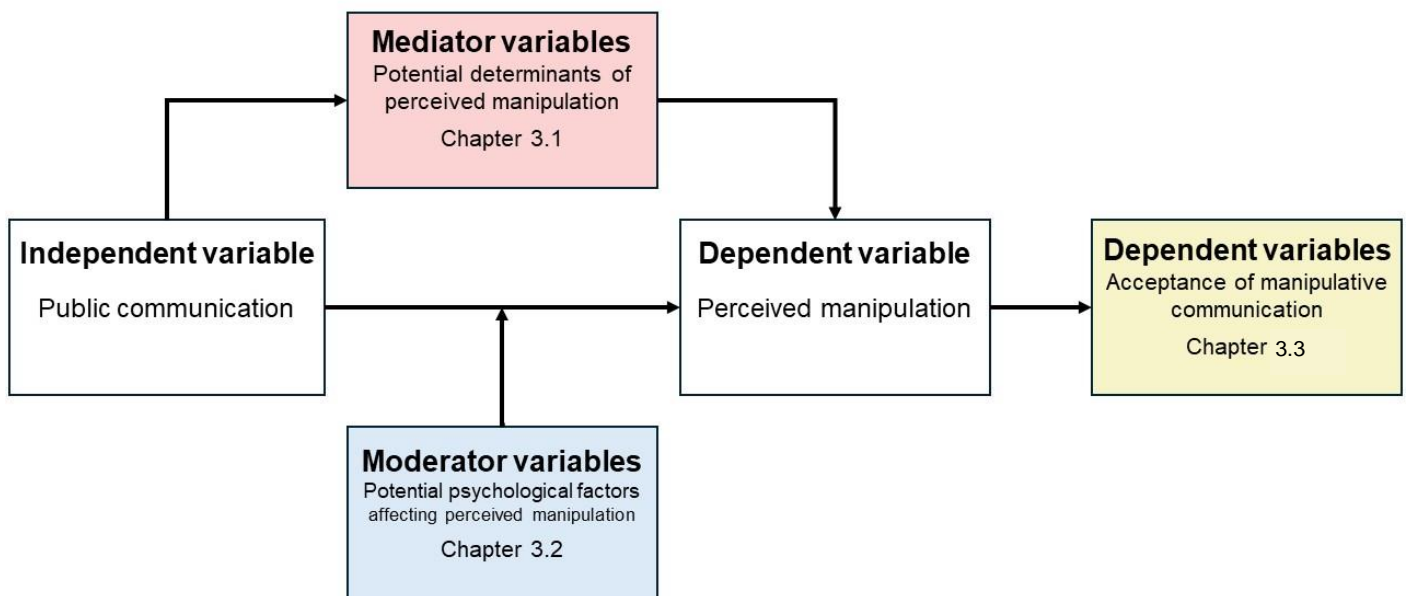 Mediator variables
Potential determinants of
perceived manipulation
Chapter 3.1
Independent variable
Public communication
Dependent variable
Perceived manipulation
Dependent variables
Acceptance of manipulative
communication
Chapter 3.3
Moderator variables
Potential psychological factors
affecting perceived manipulation
Chapter 3.2